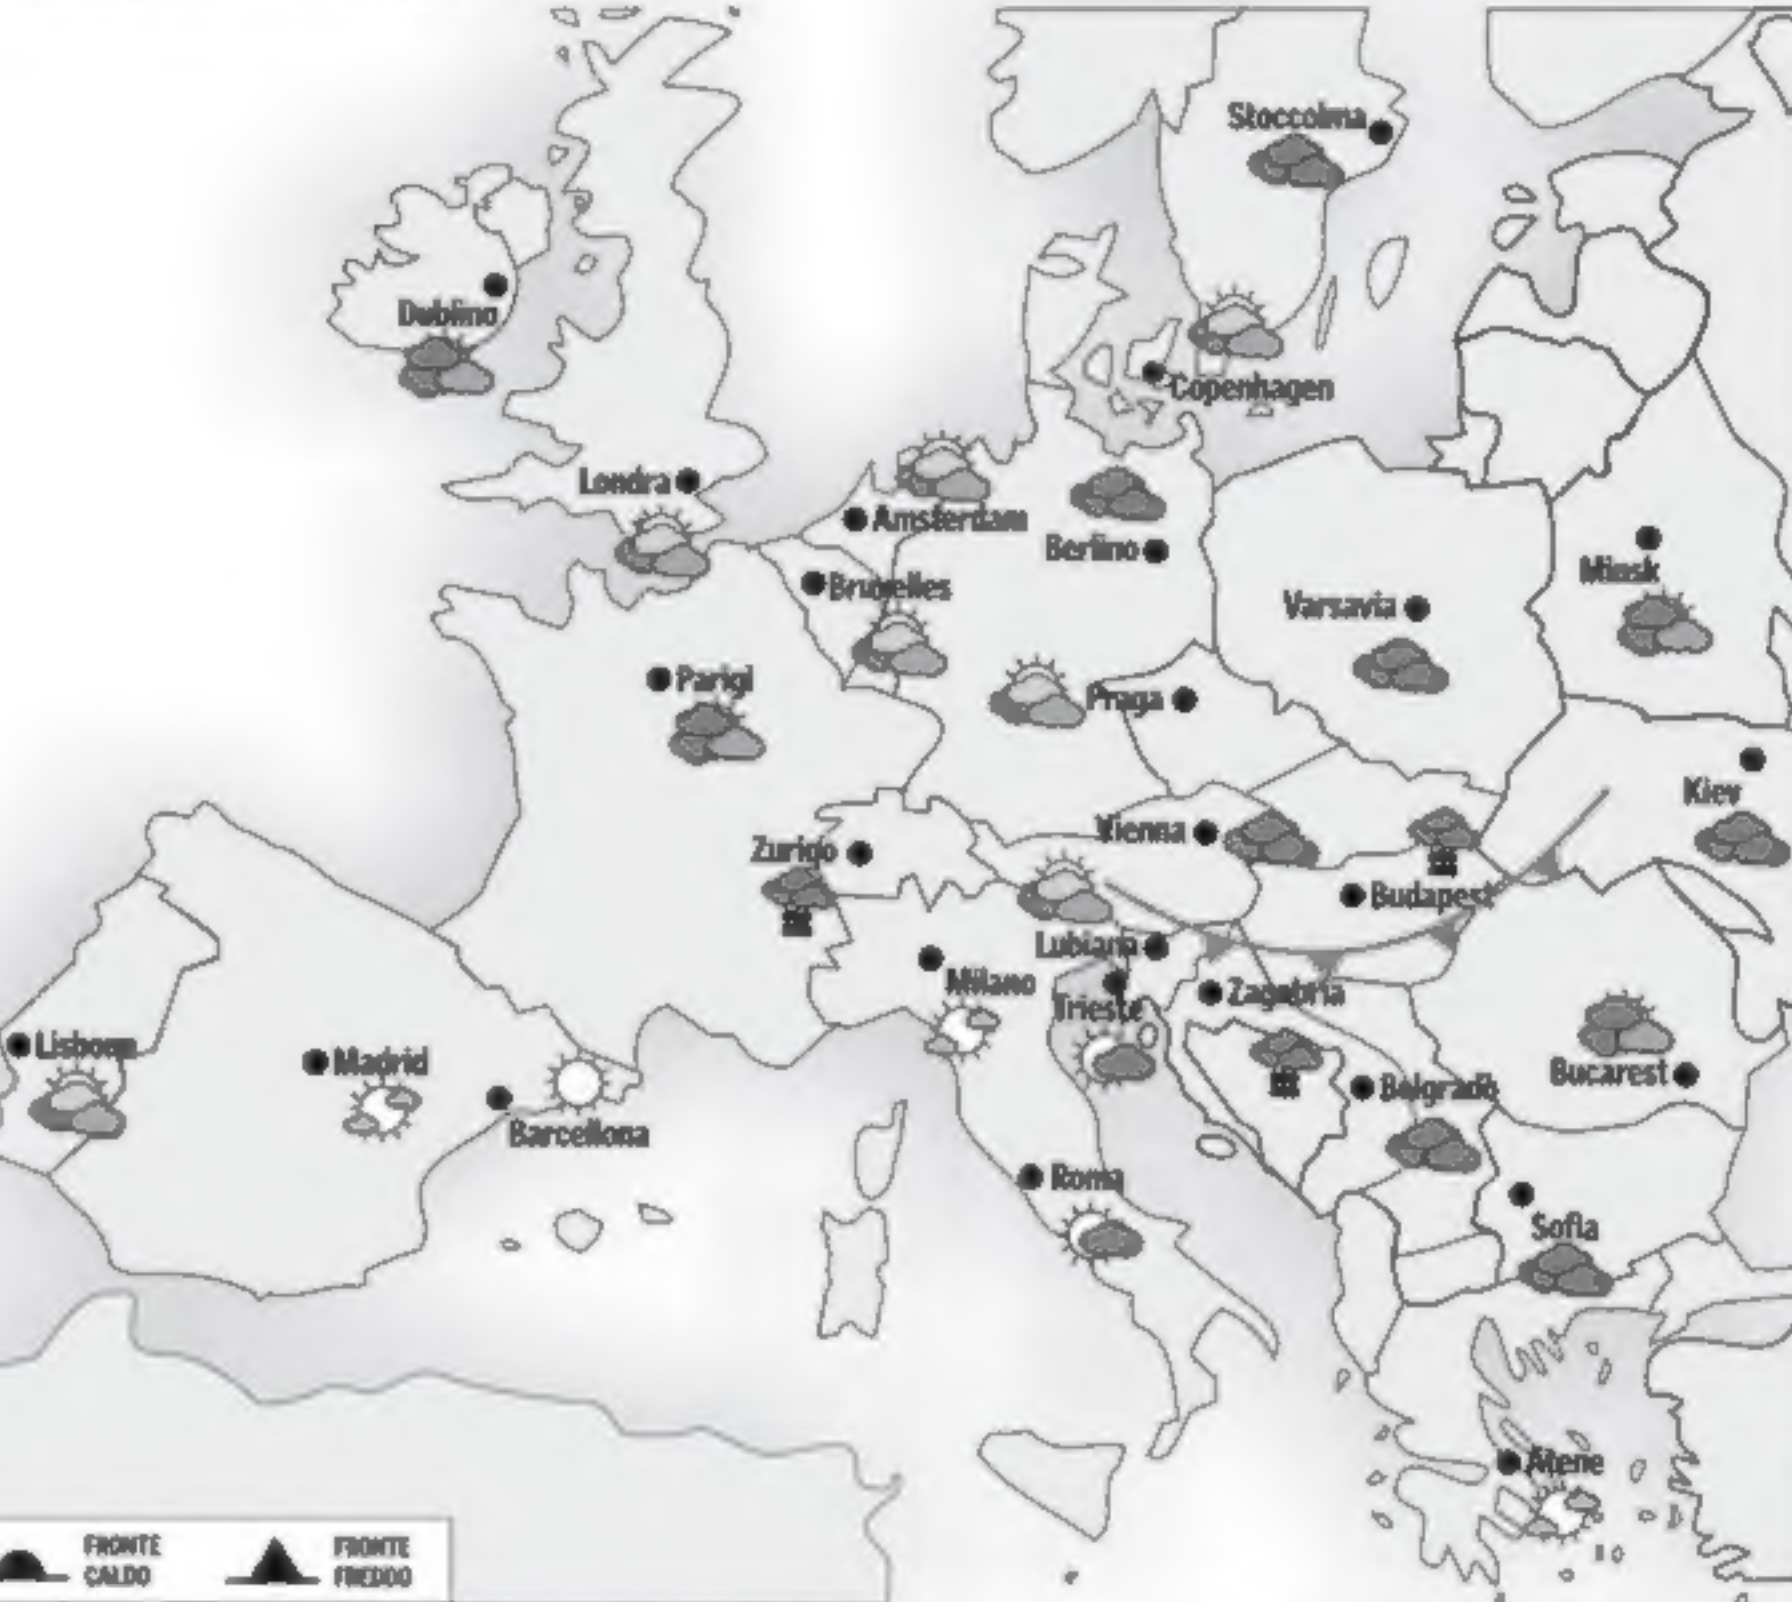 Stoccolma
Dublino
Copenhagen
Londra
Amsterdam
Berlino
Minsk
Bruxelles
Varsavia
Parigi
Praga
Kiev
Vienna
Zurigo
Budapest
Lubiana
Milano
Zagabria
Trieste
Lisbona
Madrid
Bucarest
Belgrado
Barcellona
Roma
Sofia
Atene
FRONTE
CALDO
FRONTE
FREDDO